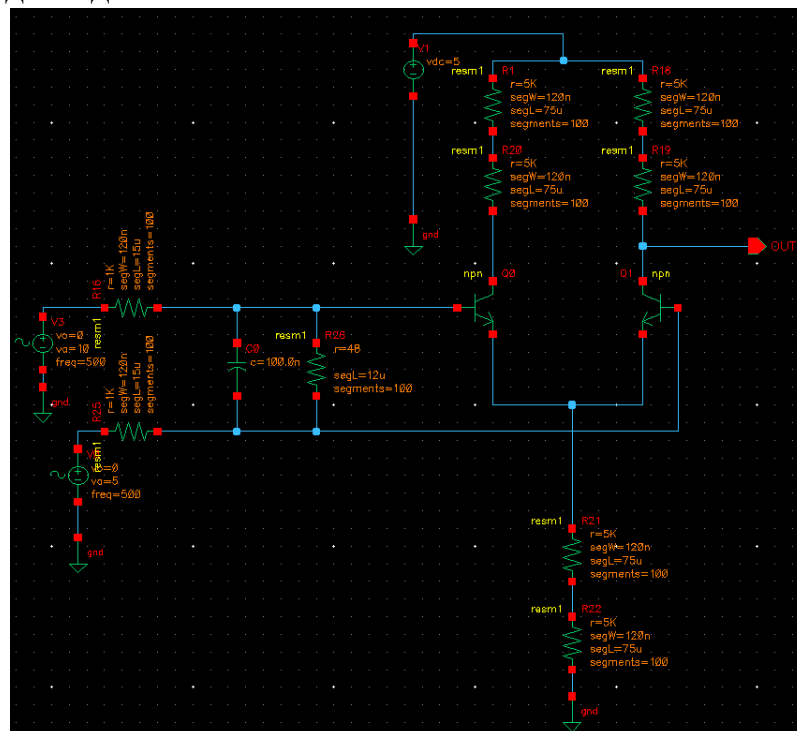 V1
vdc=5
gnd
resm1 R1
r=5K
segW=120n
segL=75u
segments=100
resm1 R20
r=5K
segW=120n
segL=75u
segments=100
resm1 R18
r=5K
segW=120n
segL=75u
segments=100
resm1 R19
r=5K
segW=120n
segL=75u
segments=100
OUT
npn Q0
Q1 npn
R16
resm1
r=1K
segW=120n
segL=15u
segments=100
V3
vo=0
va=10
freq=500
gnd
C0
c=100.0n
resm1 R26
r=48
segL=12u
segments=100
R25
resm1
r=1K
segW=120n
segL=15u
segments=100
vo=0
va=5
freq=500
gnd
resm1 R21
r=5K
segW=120n
segL=75u
segments=100
resm1 R22
r=5K
segW=120n
segL=75u
segments=100
gnd